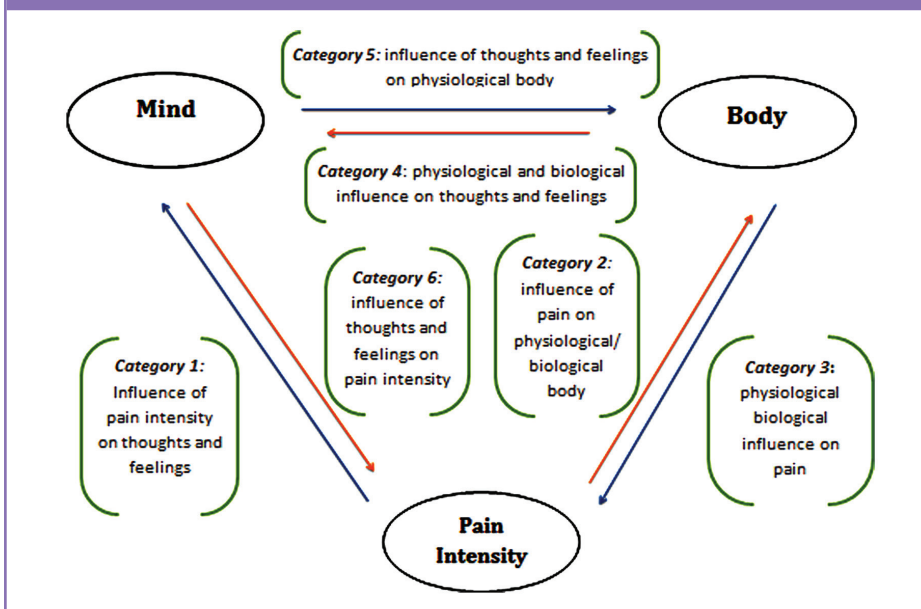 Category 5: influence of thoughts and feelings
on physiological body
Mind
Body
Category 4: physiological and biological
influence on thoughts and feelings
Category 6:
influence of
thoughts and
feelings on
pain intensity
Category 2:
influence of
pain on
physiological/
biological
body
Category 1:
Influence of
pain intensity
on thoughts and
feelings
Category 3:
physiological
biological
influence on
pain
Pain
Intensity